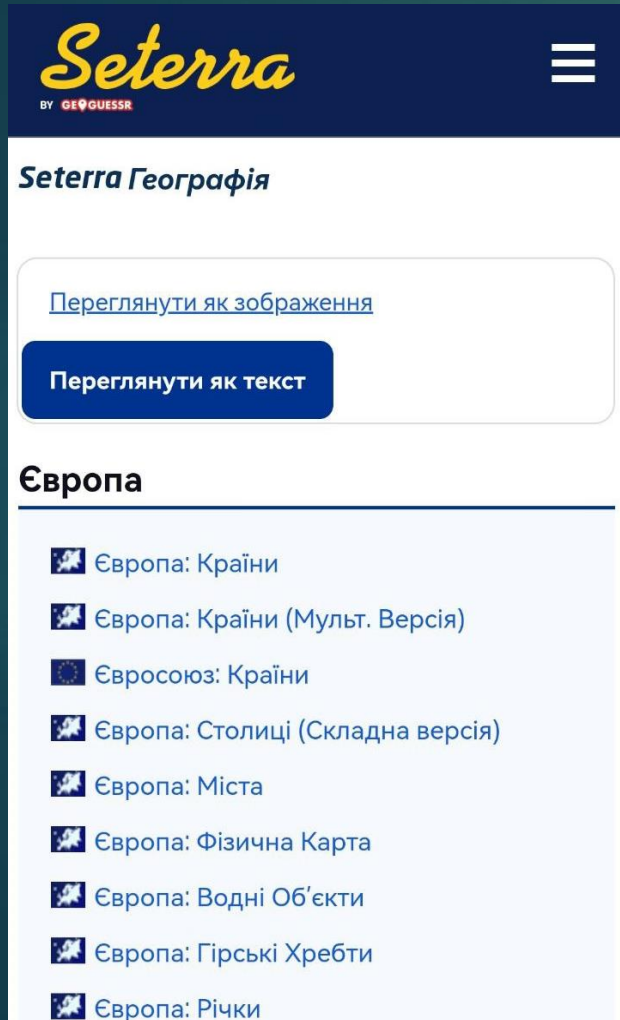 Seterra
BY GEOGUESSR
Seterra Географія
Переглянути як зображення
Переглянути як текст
Європа
Європа: Країни
Європа: Країни (Мульт. Версія)
Євросоюз: Країни
Європа: Столиці (Складна версія)
Європа: Міста
Європа: Фізична Карта
Європа: Водні Об’єкти
Європа: Гірські Хребти
Європа: Річки